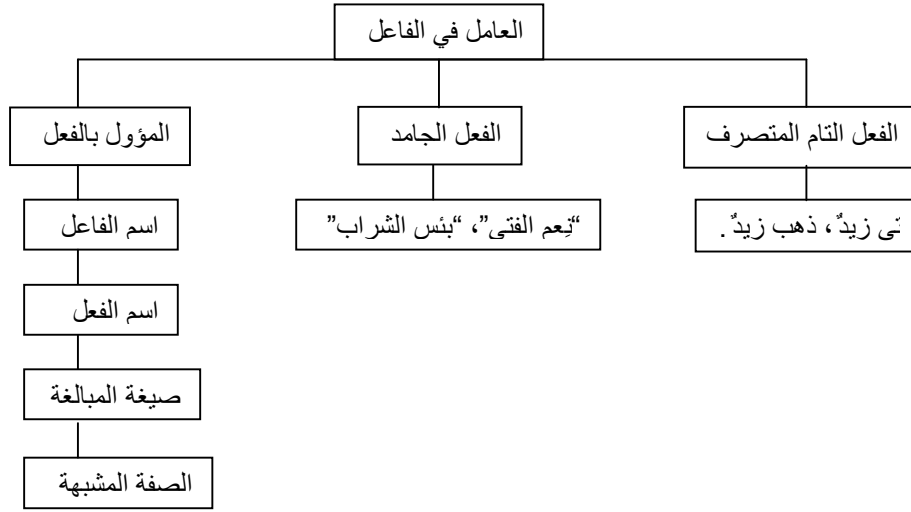 العامل في الفاعل
الفعل التام المتصرف
الفعل الجامد
المؤول بالفعل
زيدٌ، ذهب زيدٌ.
“نِعم الفتى”، “بئس الشراب”
اسم الفاعل
اسم الفعل
صيغة المبالغة
الصفة المشبهة